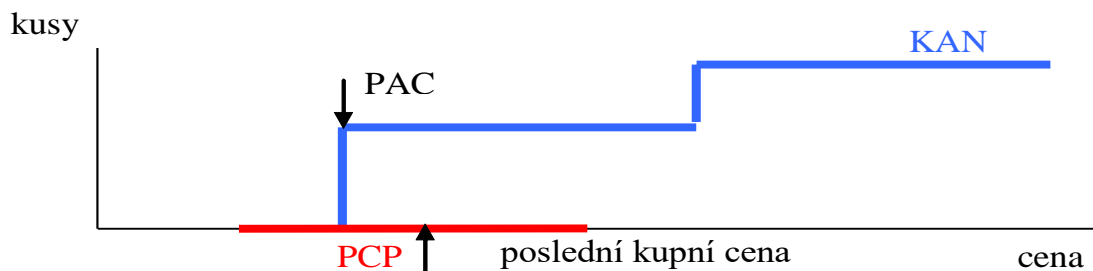 kusy
KAN
PAC
PCP
poslední kupní cena
cena